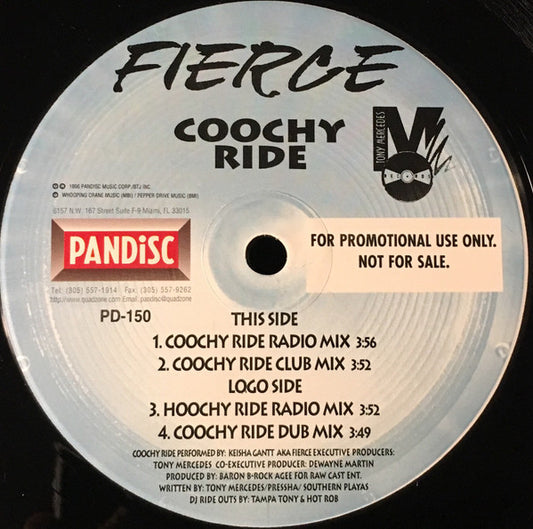 FIERCE
COOCHY
RIDE
TONY MERCEDES
M
℗ © 1996 PANDISC MUSIC CORP./BTJ INC.
WHOOPING CRANE MUSIC (MBI) / PEPPER DRIVE MUSIC (BMI)
6157 N.W. 167 Street Suite F-9 Miami, FL 33015
PANDiSC
Tel: (305) 557-1914 Fax: (305) 557-9262
http://www.quadzone.com Email. pandisc@quadzone
FOR PROMOTIONAL USE ONLY.
NOT FOR SALE.
PD-150
THIS SIDE
1. COOCHY RIDE RADIO MIX 3:56
2. COOCHY RIDE CLUB MIX 3:52
LOGO SIDE
3. HOOCHY RIDE RADIO MIX 3:52
4. COOCHY RIDE DUB MIX 3:49
COOCHY RIDE PERFORMED BY: KEISHA GANTT AKA FIERCE EXECUTIVE PRODUCERS:
TONY MERCEDES CO-EXECUTIVE PRODUCER: DEWAYNE MARTIN
PRODUCED BY: BARON B-ROCK AGEE FOR RAW CAST ENT.
WRITTEN BY: TONY MERCEDES/PRESSHA/ SOUTHERN PLAYAS
DJ RIDE OUTS BY: TAMPA TONY & HOT ROB